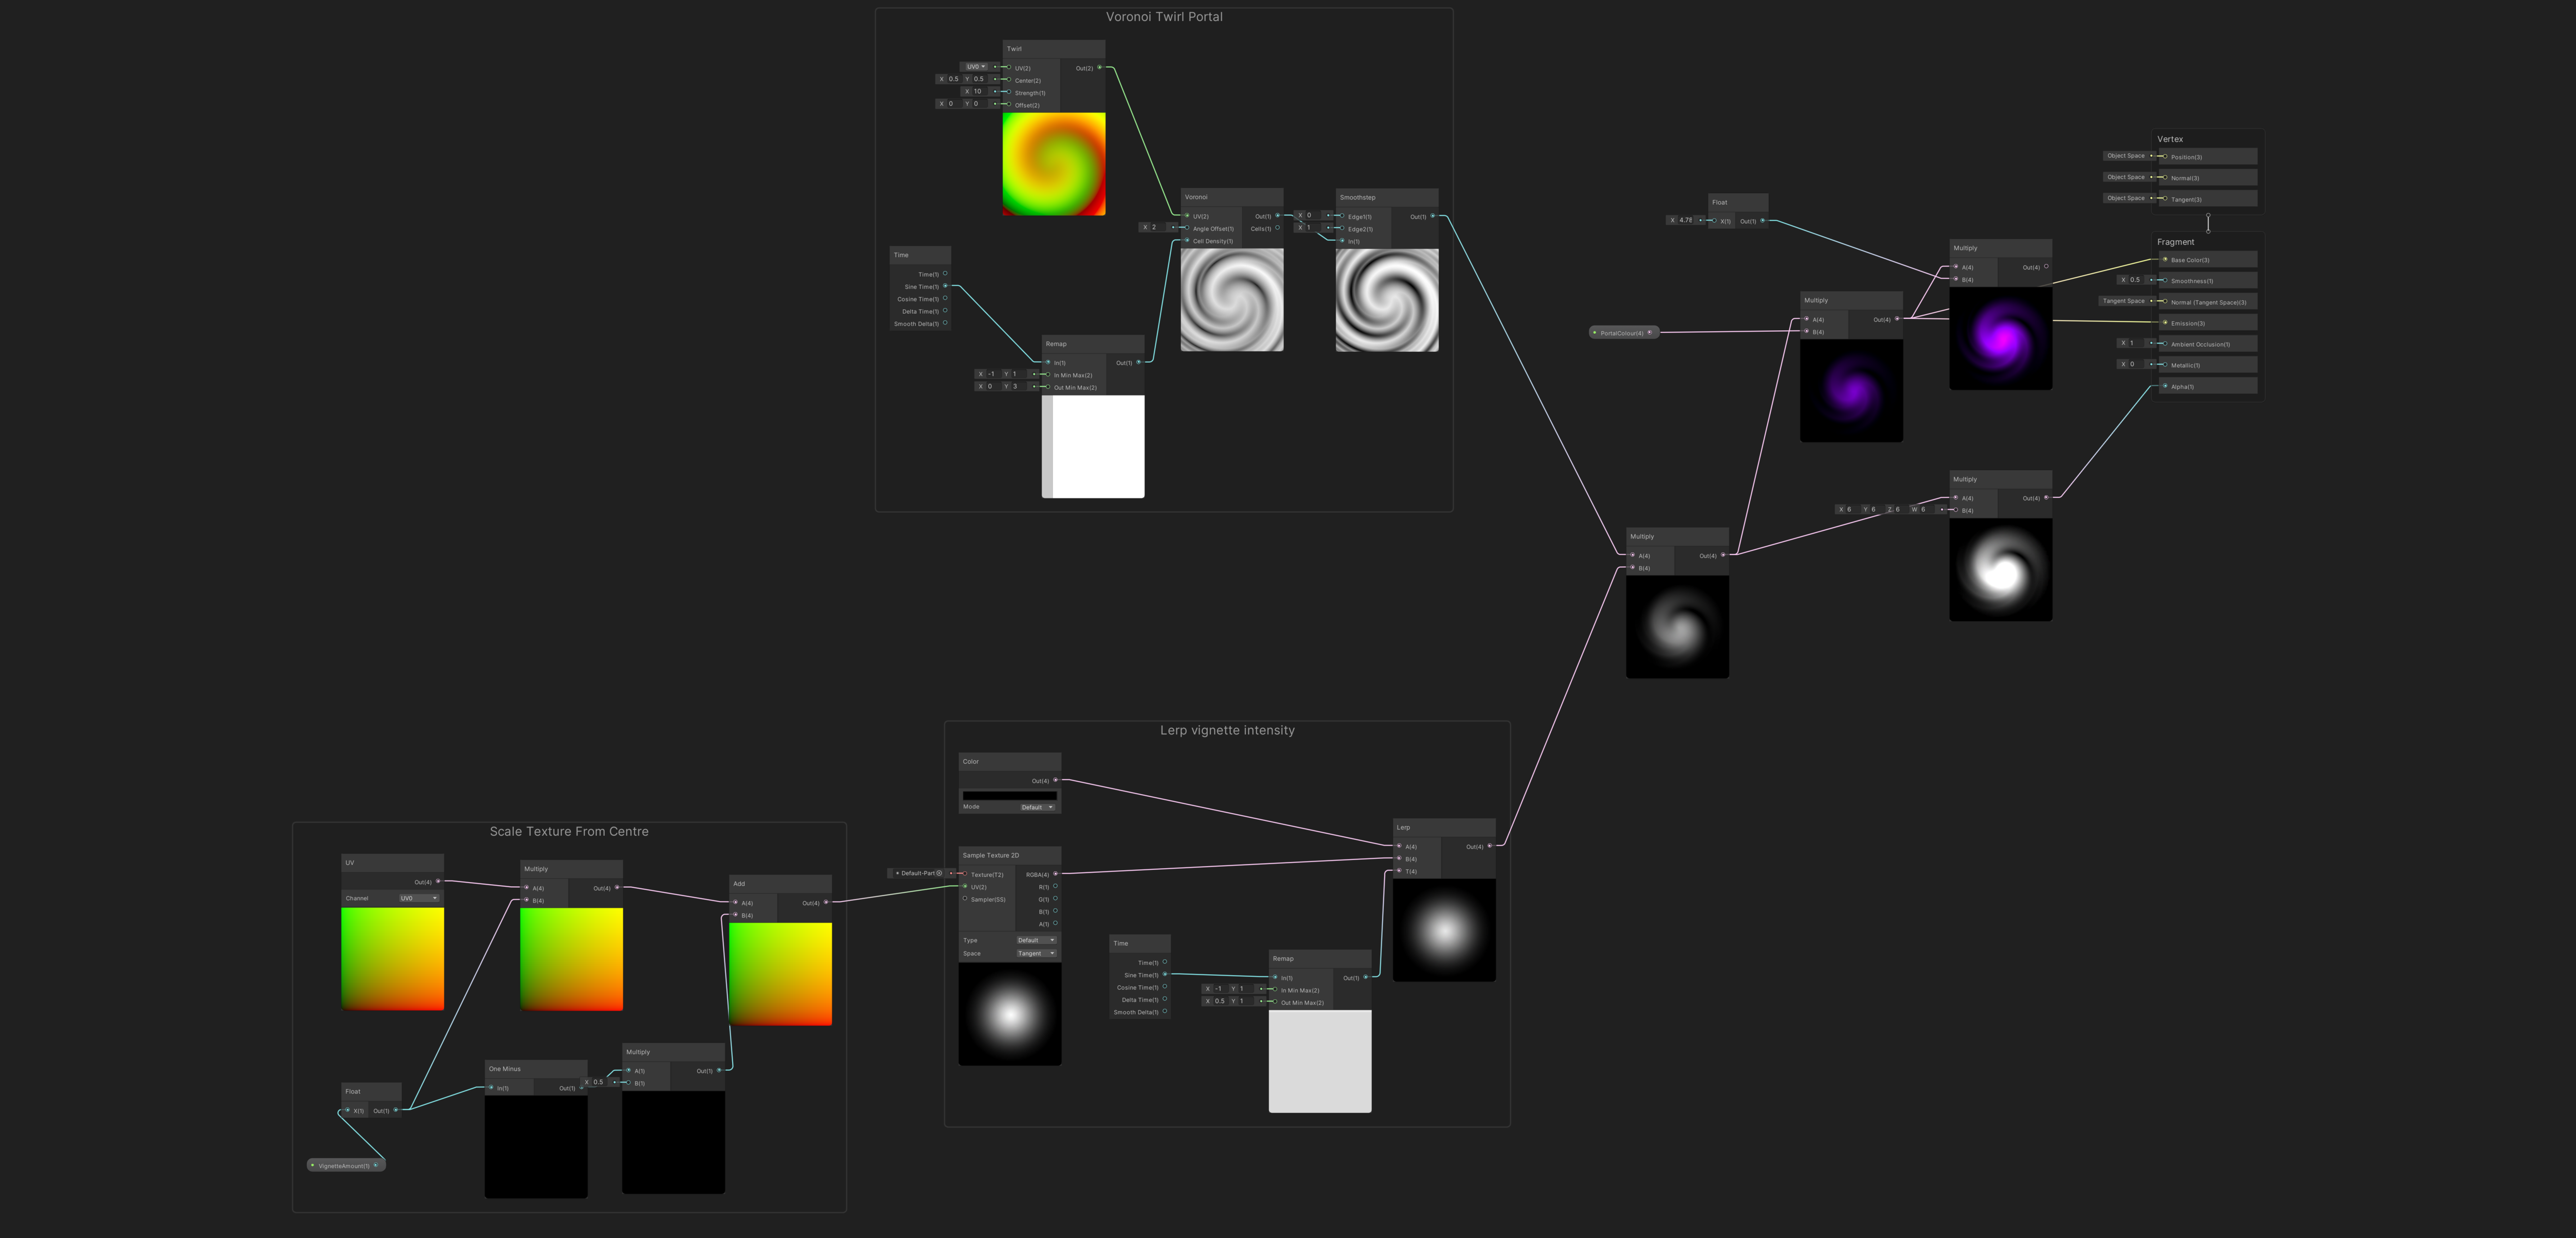 Voronoi Twirl Portal
Twirl
UV0
UV(2)
Out(2)
X 0.5 Y 0.5
Center(2)
X 10
Strength(1)
X 0 Y 0
Offset(2)
Time
Time(1)
Sine Time(1)
Cosine Time(1)
Delta Time(1)
Smooth Delta(1)
Remap
In(1)
Out(1)
X -1 Y 1
In Min Max(2)
X 0 Y 3
Out Min Max(2)
Voronoi
UV(2)
Out(1)
X 2
Angle Offset(1)
Cells(1)
Cell Density(1)
Smoothstep
X 0
Edge1(1)
Out(1)
X 1
Edge2(1)
In(1)
Float
X(1)
Out(1)
PortalColour(4)
Multiply
A(4)
Out(4)
B(4)
Multiply
A(4)
Out(4)
B(4)
Vertex
Object Space
Position(3)
Object Space
Normal(3)
Object Space
Tangent(3)
Fragment
Base Color(3)
X 0.5
Smoothness(1)
Tangent Space
Normal (Tangent Space)(3)
Emission(3)
X 1
Ambient Occlusion(1)
X 0
Metallic(1)
Alpha(1)
Multiply
A(4)
Out(4)
X 6 Y 6 Z 6 W 6
B(4)
Multiply
A(4)
Out(4)
B(4)
Lerp vignette intensity
Color
Out(4)
Mode
Default
Sample Texture 2D
Default-Part
Texture(T2)
RGBA(4)
UV(2)
R(1)
Sampler(SS)
G(1)
B(1)
A(1)
Type
Default
Space
Tangent
Time
Time(1)
Sine Time(1)
Cosine Time(1)
Delta Time(1)
Smooth Delta(1)
Remap
In(1)
Out(1)
X -1 Y 1
In Min Max(2)
X 0.5 Y 1
Out Min Max(2)
Lerp
A(4)
Out(4)
B(4)
T(4)
Scale Texture From Centre
UV
Out(4)
Channel
UV0
Multiply
A(4)
Out(4)
B(4)
Add
A(4)
Out(4)
B(4)
Float
X(1)
Out(1)
VignetteAmount(1)
One Minus
In(1)
Out(1)
Multiply
A(1)
Out(1)
X 0.5
B(1)